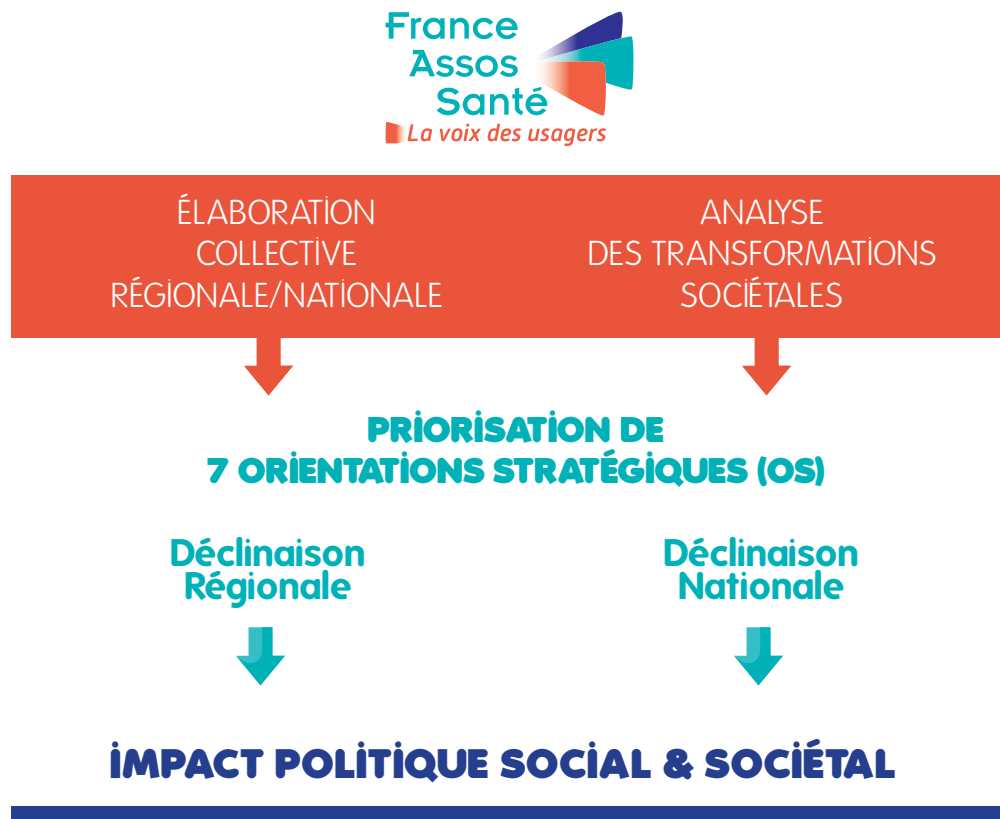 France
Assos
Santé
La voix des usagers
ÉLABORATION
COLLECTIVE
RÉGIONALE/NATIONALE
ANALYSE
DES TRANSFORMATIONS
SOCIÉTALES
PRIORISATION DE
7 ORIENTATIONS STRATÉGIQUES (OS)
Déclinaison
Régionale
Déclinaison
Nationale
IMPACT POLITIQUE SOCIAL & SOCIÉTAL